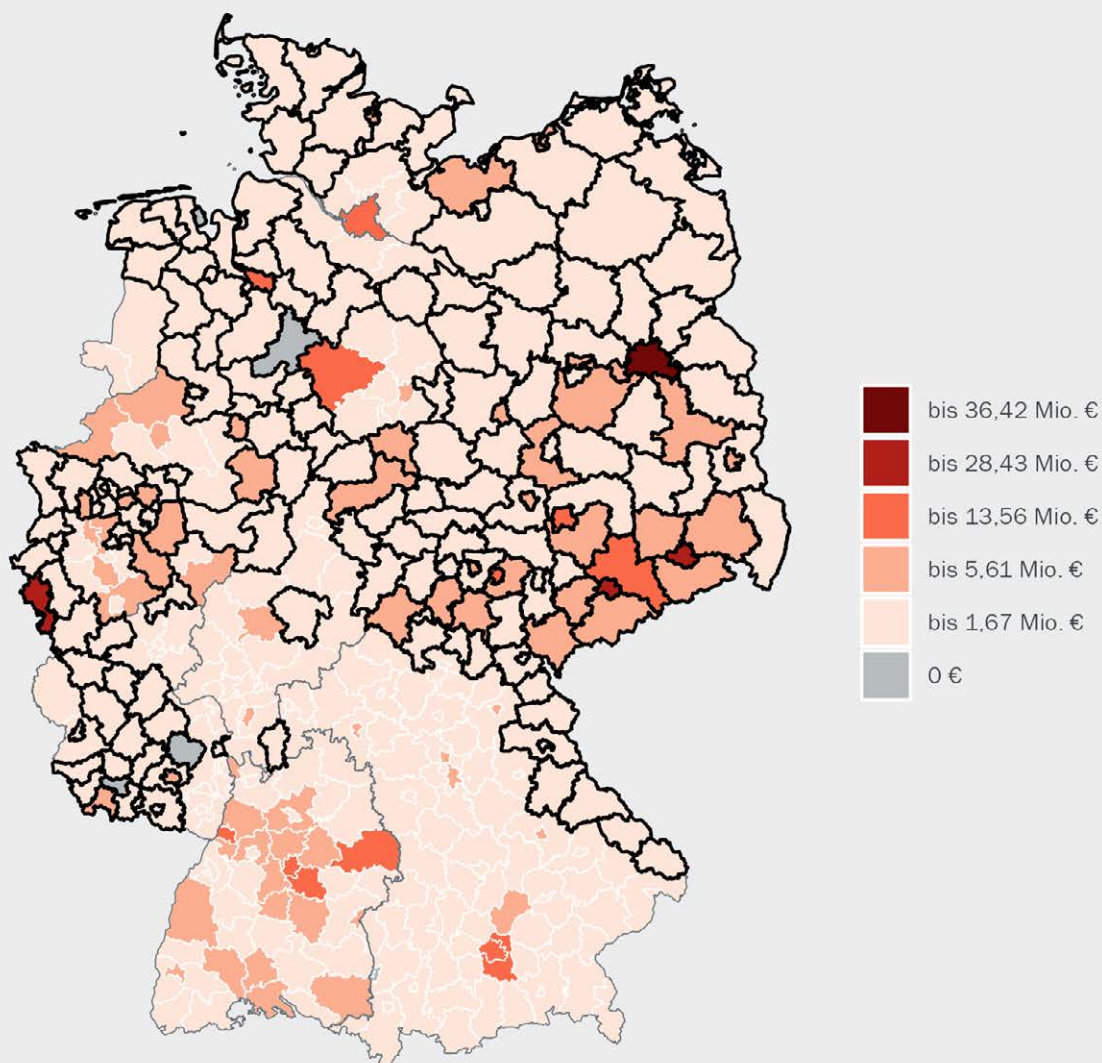 bis 36,42 Mio. €
bis 28,43 Mio. €
bis 13,56 Mio. €
bis 5,61 Mio. €
bis 1,67 Mio. €
0 €